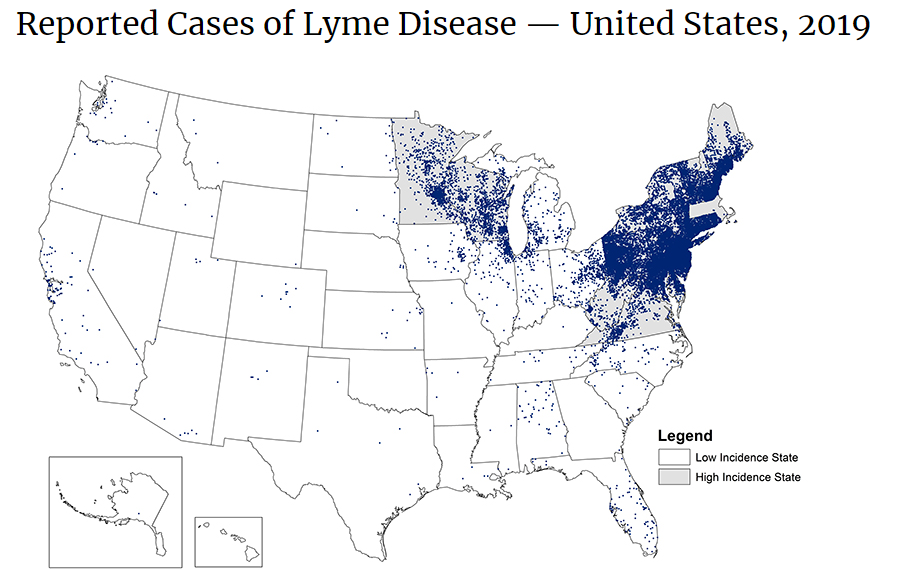 Reported Cases of Lyme Disease — United States, 2019
Legend
Low Incidence State
High Incidence State